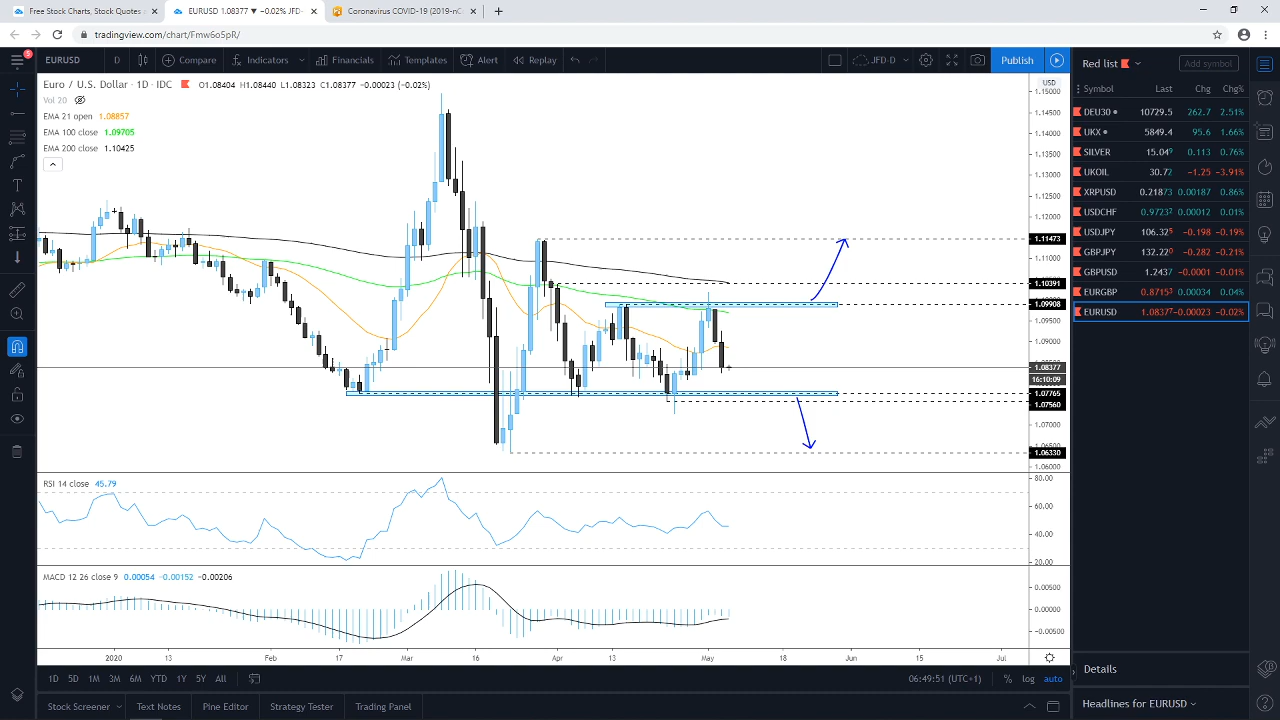 Free Stock Charts, Stock Quotes
EURUSD 1.08377 ▼ −0.02% JFD-
Coronavirus COVID-19 (2019-nC
tradingview.com/chart/Fmw6o5pR/
EURUSD D Compare Indicators Financials Templates Alert Replay JFD-D Publish
Euro / U.S. Dollar · 1D · IDC O1.08404 H1.08440 L1.08323 C1.08377 −0.00023 (−0.02%)
Vol 20
EMA 21 open 1.08857
EMA 100 close 1.09705
EMA 200 close 1.10425
USD
1.15000
1.14500
1.14000
1.13500
1.13000
1.12500
1.12000
1.11473
1.11000
1.10391
1.09908
1.09500
1.09000
1.08377
16:10:09
1.07765
1.07560
1.07000
1.06330
1.06000
RSI 14 close 45.79
80.00
60.00
40.00
20.00
MACD 12 26 close 9 0.00054 −0.00152 −0.00206
0.00500
0.00000
−0.00500
2020 13 Feb 17 Mar 16 Apr 13 May 18 Jun 15 Jul
1D 5D 1M 3M 6M YTD 1Y 5Y All
06:49:51 (UTC+1) % log auto
Stock Screener Text Notes Pine Editor Strategy Tester Trading Panel
Red list Add symbol
Symbol Last Chg Chg%
DEU30 10729.5 262.7 2.51%
UKX 5849.4 95.6 1.66%
SILVER 15.049 0.113 0.76%
UKOIL 30.72 −1.25 −3.91%
XRPUSD 0.21873 0.00187 0.86%
USDCHF 0.97232 0.00012 0.01%
USDJPY 106.325 −0.198 −0.19%
GBPJPY 132.220 −0.282 −0.21%
GBPUSD 1.2437 −0.0001 −0.01%
EURGBP 0.87153 0.00034 0.04%
EURUSD 1.08377 −0.00023 −0.02%
Details
Headlines for EURUSD